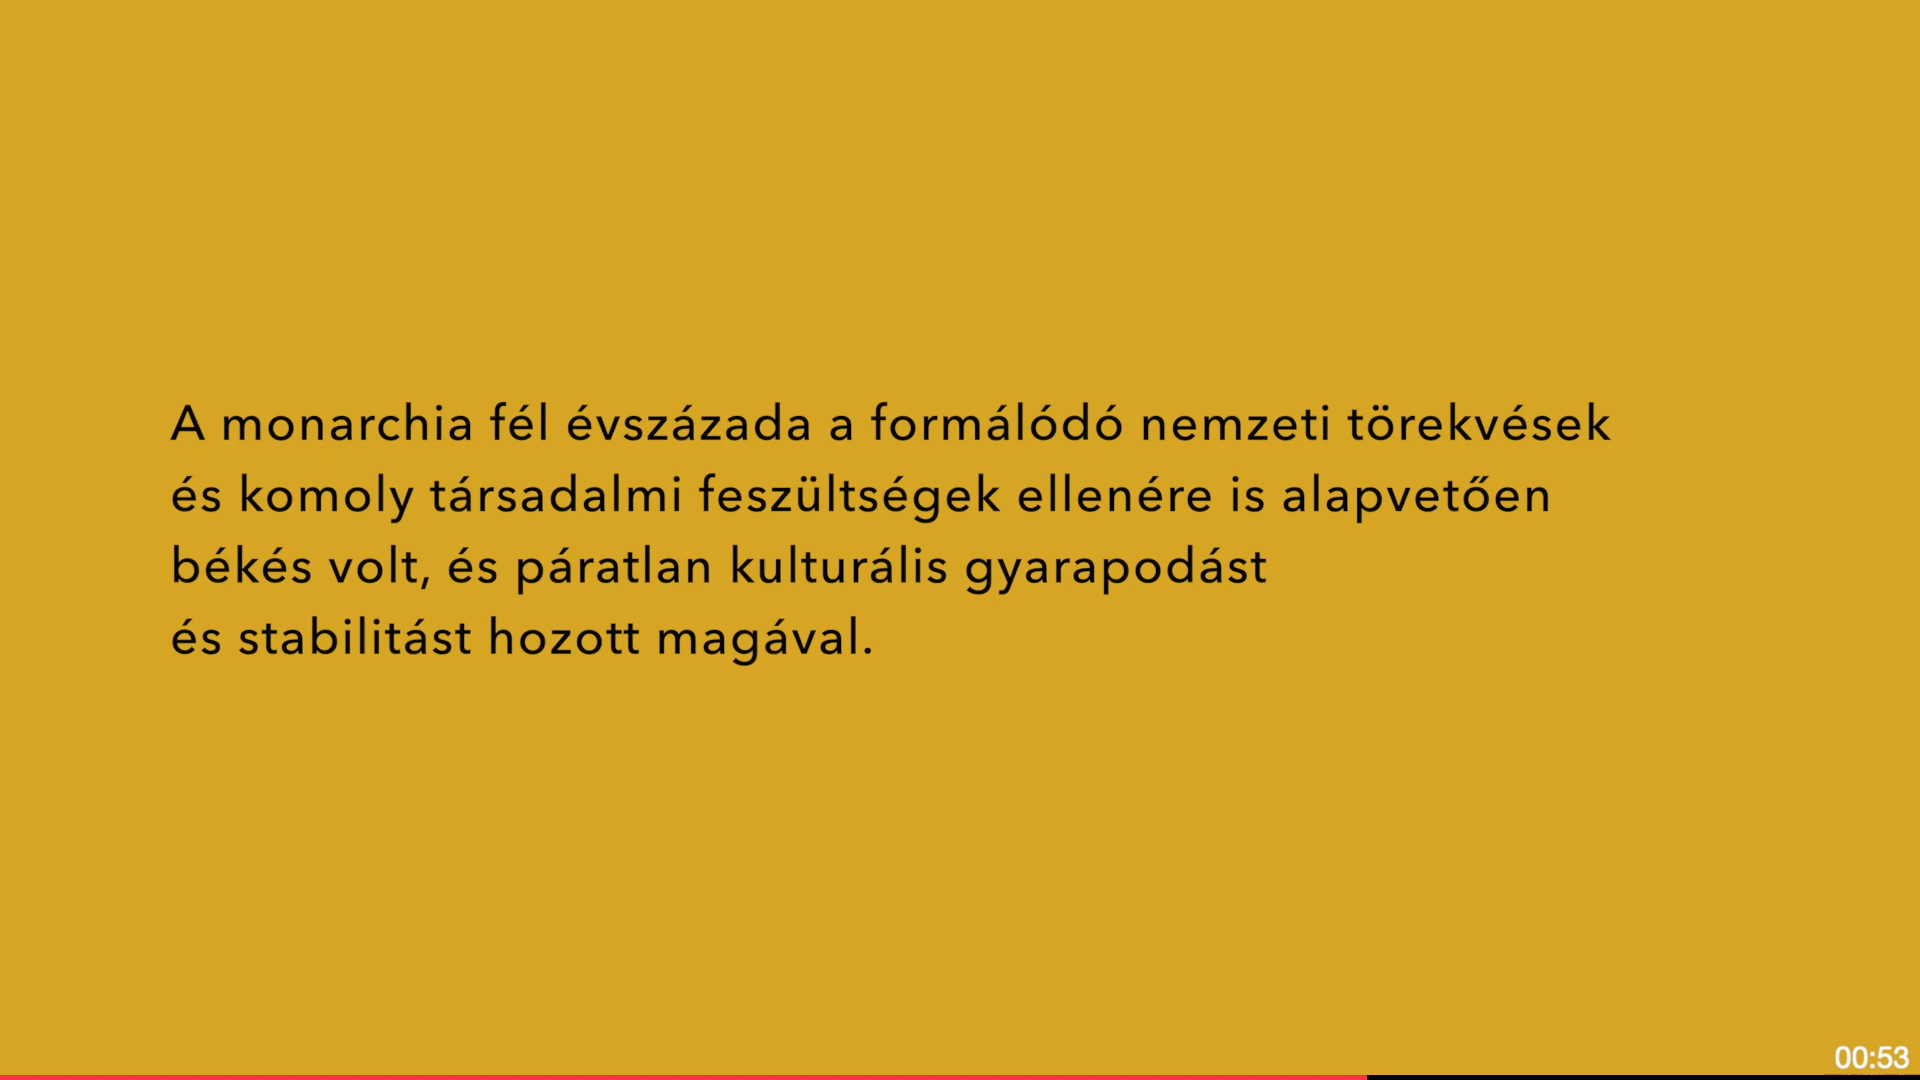 A monarchia fél évszázada a formálódó nemzeti törekvések
és komoly társadalmi feszültségek ellenére is alapvetően
békés volt, és páratlan kulturális gyarapodást
és stabilitást hozott magával.
00:53